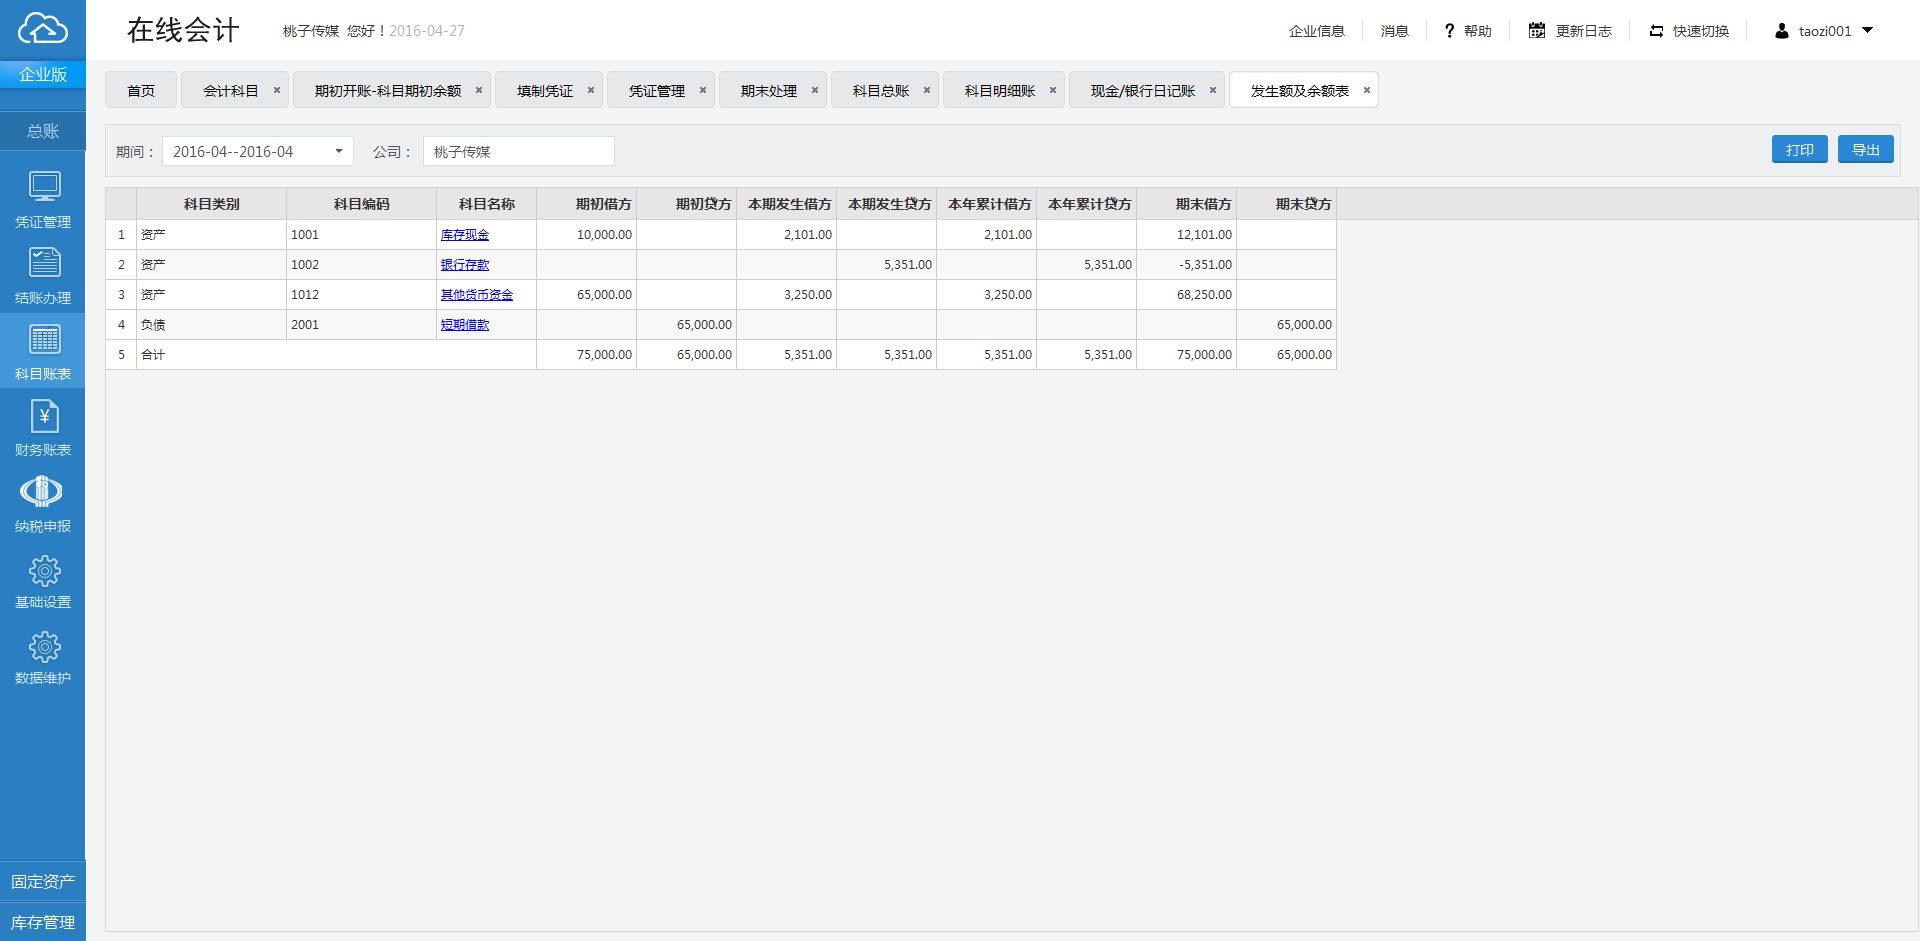 在线会计
桃子传媒 您好！2016-04-27
企业信息 消息 ? 帮助 更新日志 快速切换 taozi001
企业版
首页 会计科目 × 期初开账-科目期初余额 × 填制凭证 × 凭证管理 × 期末处理 × 科目总账 × 科目明细账 × 现金/银行日记账 × 发生额及余额表 ×
总账
凭证管理
结账办理
科目账表
¥
财务账表
纳税申报
基础设置
数据维护
固定资产
库存管理
期间： 2016-04--2016-04 公司： 桃子传媒 打印 导出
科目类别 科目编码 科目名称 期初借方 期初贷方 本期发生借方 本期发生贷方 本年累计借方 本年累计贷方 期末借方 期末贷方
1 资产 1001 库存现金 10,000.00 2,101.00 2,101.00 12,101.00
2 资产 1002 银行存款 5,351.00 5,351.00 -5,351.00
3 资产 1012 其他货币资金 65,000.00 3,250.00 3,250.00 68,250.00
4 负债 2001 短期借款 65,000.00 65,000.00
5 合计 75,000.00 65,000.00 5,351.00 5,351.00 5,351.00 5,351.00 75,000.00 65,000.00